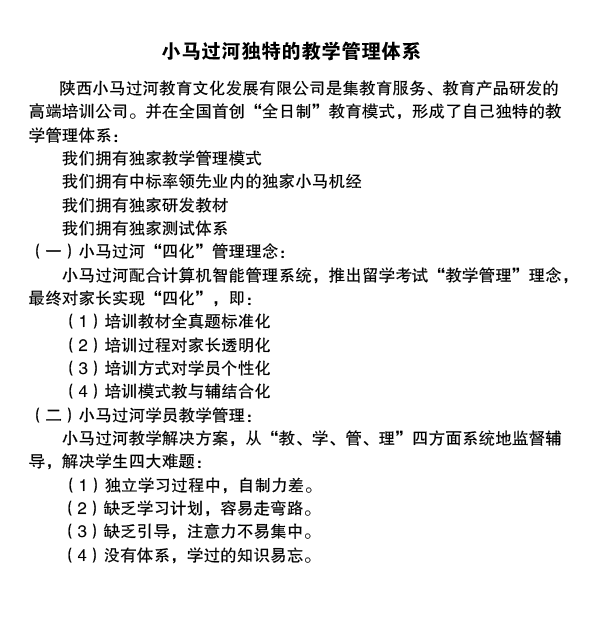 小马过河独特的教学管理体系
陕西小马过河教育文化发展有限公司是集教育服务、教育产品研发的
高端培训公司。并在全国首创“全日制”教育模式，形成了自己独特的教
学管理体系：
我们拥有独家教学管理模式
我们拥有中标率领先业内的独家小马机经
我们拥有独家研发教材
我们拥有独家测试体系
（一）小马过河“四化”管理理念：
小马过河配合计算机智能管理系统，推出留学考试“教学管理”理念，
最终对家长实现“四化”，即：
（1）培训教材全真题标准化
（2）培训过程对家长透明化
（3）培训方式对学员个性化
（4）培训模式教与辅结合化
（二）小马过河学员教学管理：
小马过河教学解决方案，从“教、学、管、理”四方面系统地监督辅
导，解决学生四大难题：
（1）独立学习过程中，自制力差。
（2）缺乏学习计划，容易走弯路。
（3）缺乏引导，注意力不易集中。
（4）没有体系，学过的知识易忘。